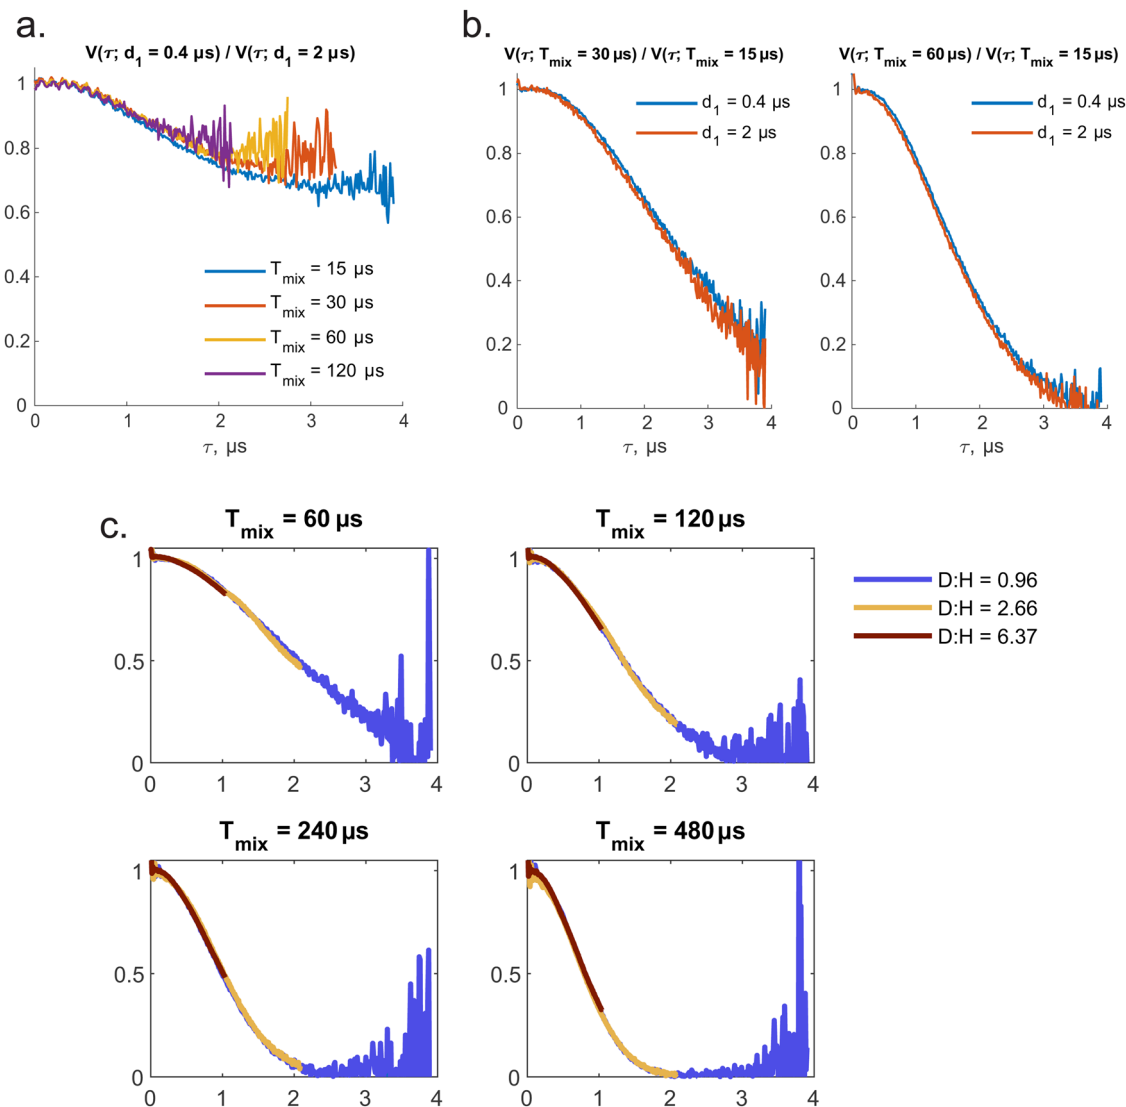 a.
V(τ; d1 = 0.4 µs) / V(τ; d1 = 2 µs)
1
0.8
0.6
0.4
0.2
0
0 1 2 3 4
τ, µs
Tmix = 15 µs
Tmix = 30 µs
Tmix = 60 µs
Tmix = 120 µs
b.
V(τ; Tmix = 30 µs) / V(τ; Tmix = 15 µs)
d1 = 0.4 µs
d1 = 2 µs
1
0.8
0.6
0.4
0.2
0
0 1 2 3 4
τ, µs
V(τ; Tmix = 60 µs) / V(τ; Tmix = 15 µs)
d1 = 0.4 µs
d1 = 2 µs
1
0.8
0.6
0.4
0.2
0
0 1 2 3 4
τ, µs
c.
Tmix = 60 µs
1
0.5
0
0 1 2 3 4
Tmix = 120 µs
1
0.5
0
0 1 2 3 4
D:H = 0.96
D:H = 2.66
D:H = 6.37
Tmix = 240 µs
1
0.5
0
0 1 2 3 4
Tmix = 480 µs
1
0.5
0
0 1 2 3 4